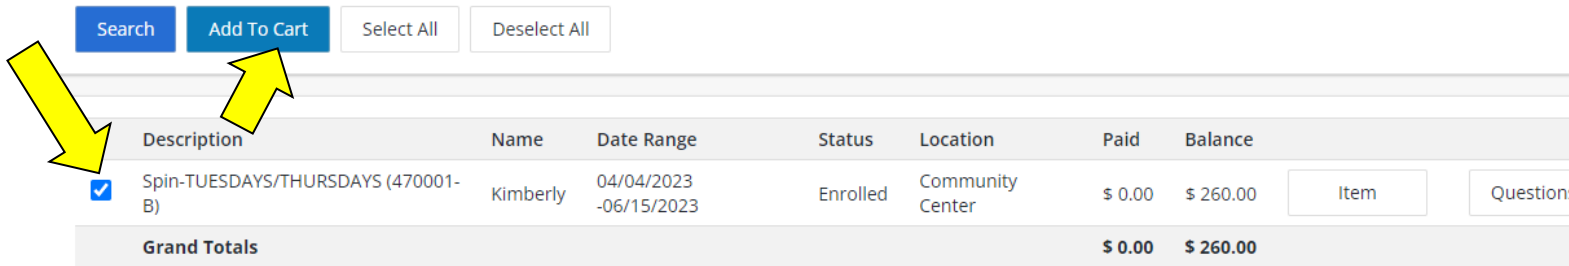 Search Add To Cart Select All Deselect All
Description Name Date Range Status Location Paid Balance
Spin-TUESDAYS/THURSDAYS (470001-
B) Kimberly 04/04/2023
-06/15/2023 Enrolled Community
Center $ 0.00 $ 260.00 Item Questions
Grand Totals $ 0.00 $ 260.00